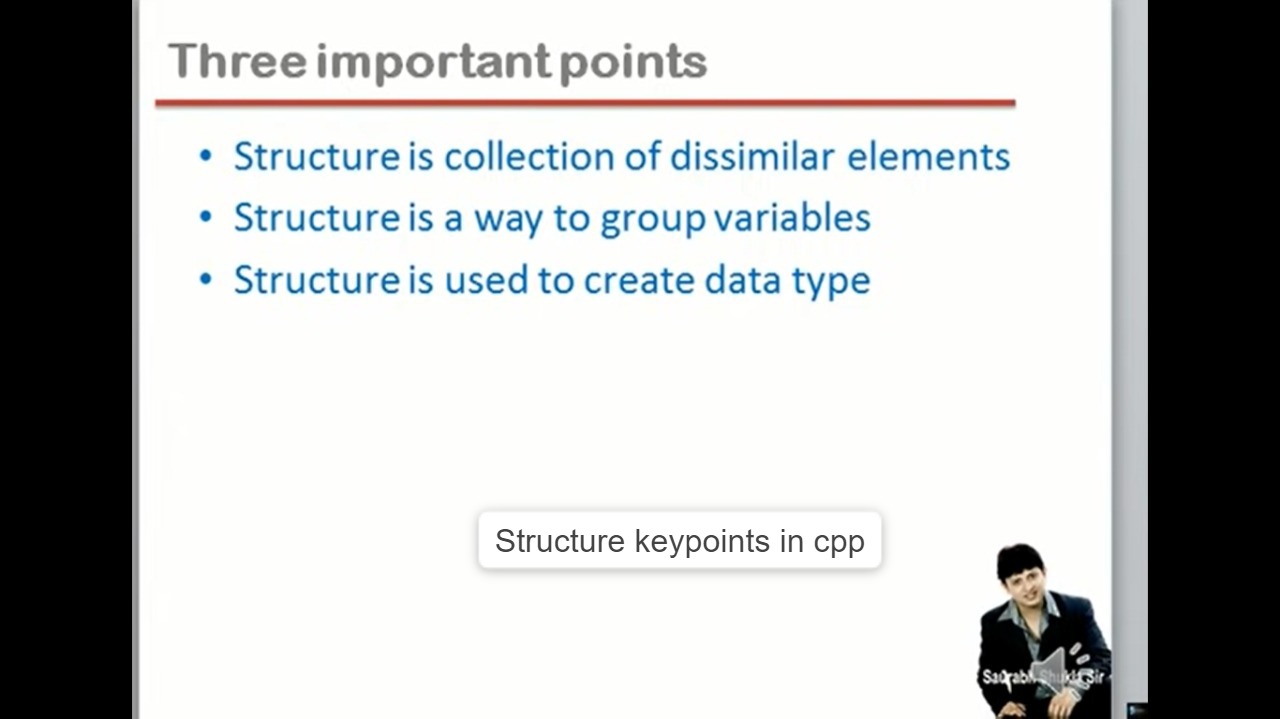 Three important points
• Structure is collection of dissimilar elements
• Structure is a way to group variables
• Structure is used to create data type
Structure keypoints in cpp
Saurabh Shukla Sir